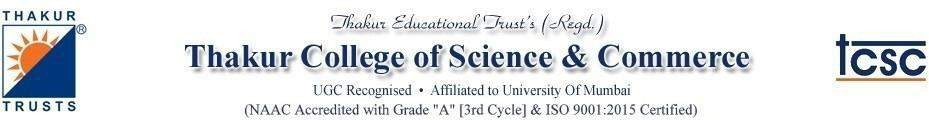 THAKUR
®
TRUSTS
Thakur Educational Trust's (Regd.)
Thakur College of Science & Commerce
UGC Recognised • Affiliated to University Of Mumbai
(NAAC Accredited with Grade "A" [3rd Cycle] & ISO 9001:2015 Certified)
tcsc